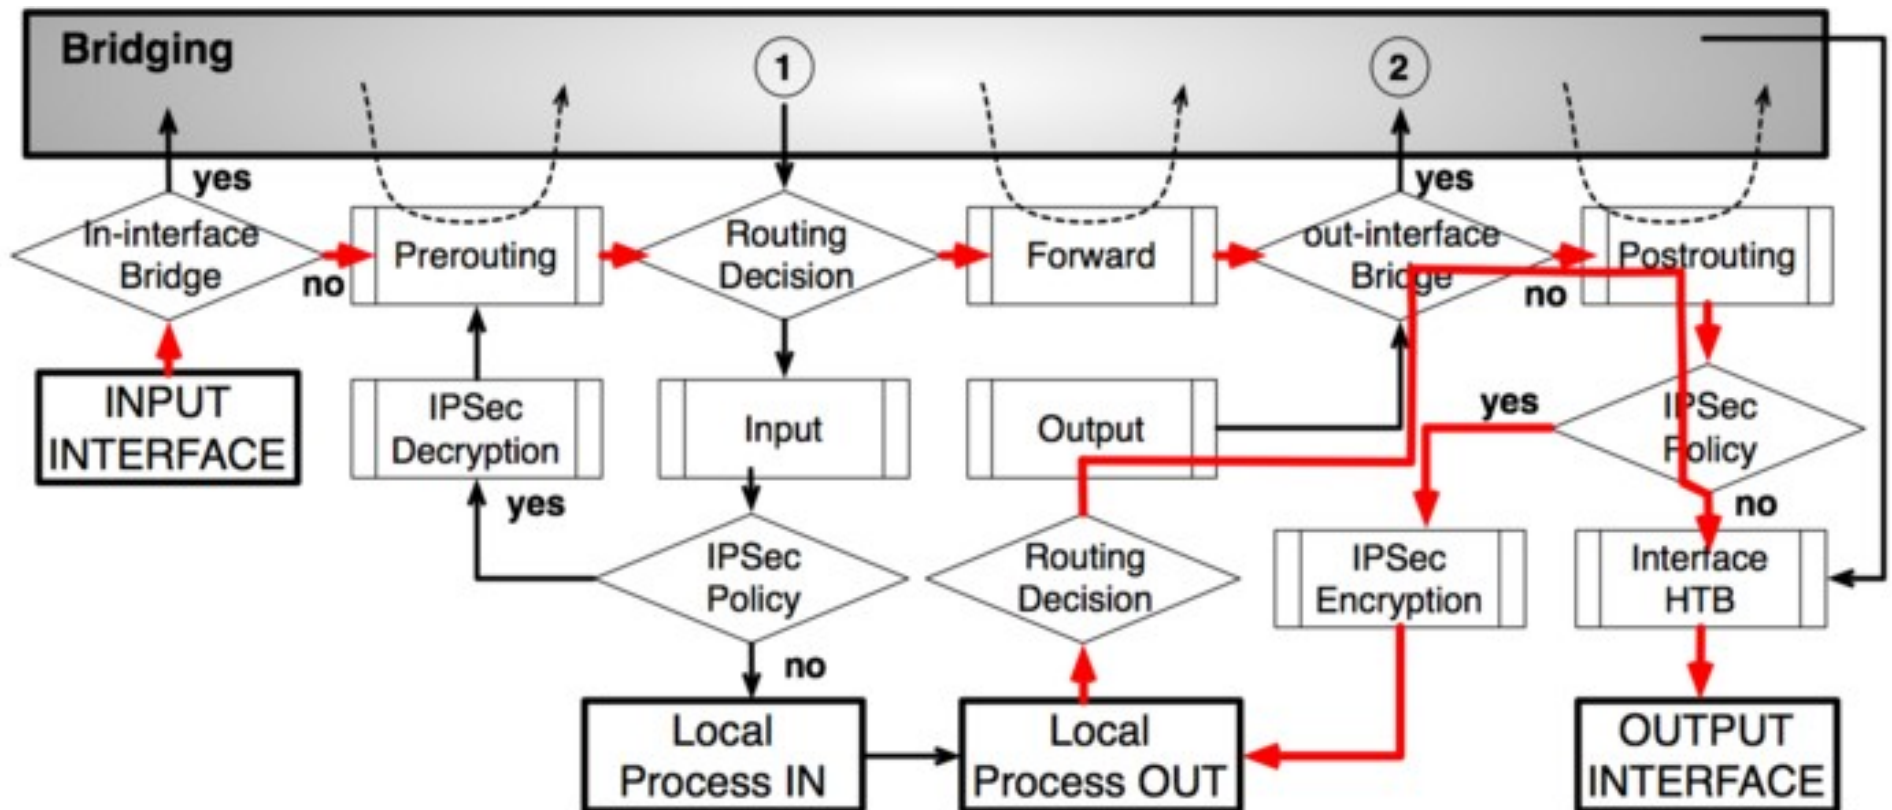 Bridging
1
2
yes
yes
In-interface
Bridge
no
Prerouting
Routing
Decision
Forward
out-interface
Bridge
no
Postrouting
INPUT
INTERFACE
IPSec
Decryption
yes
Input
Output
yes
IPSec
Policy
no
IPSec
Policy
no
Routing
Decision
IPSec
Encryption
Interface
HTB
Local
Process IN
Local
Process OUT
OUTPUT
INTERFACE